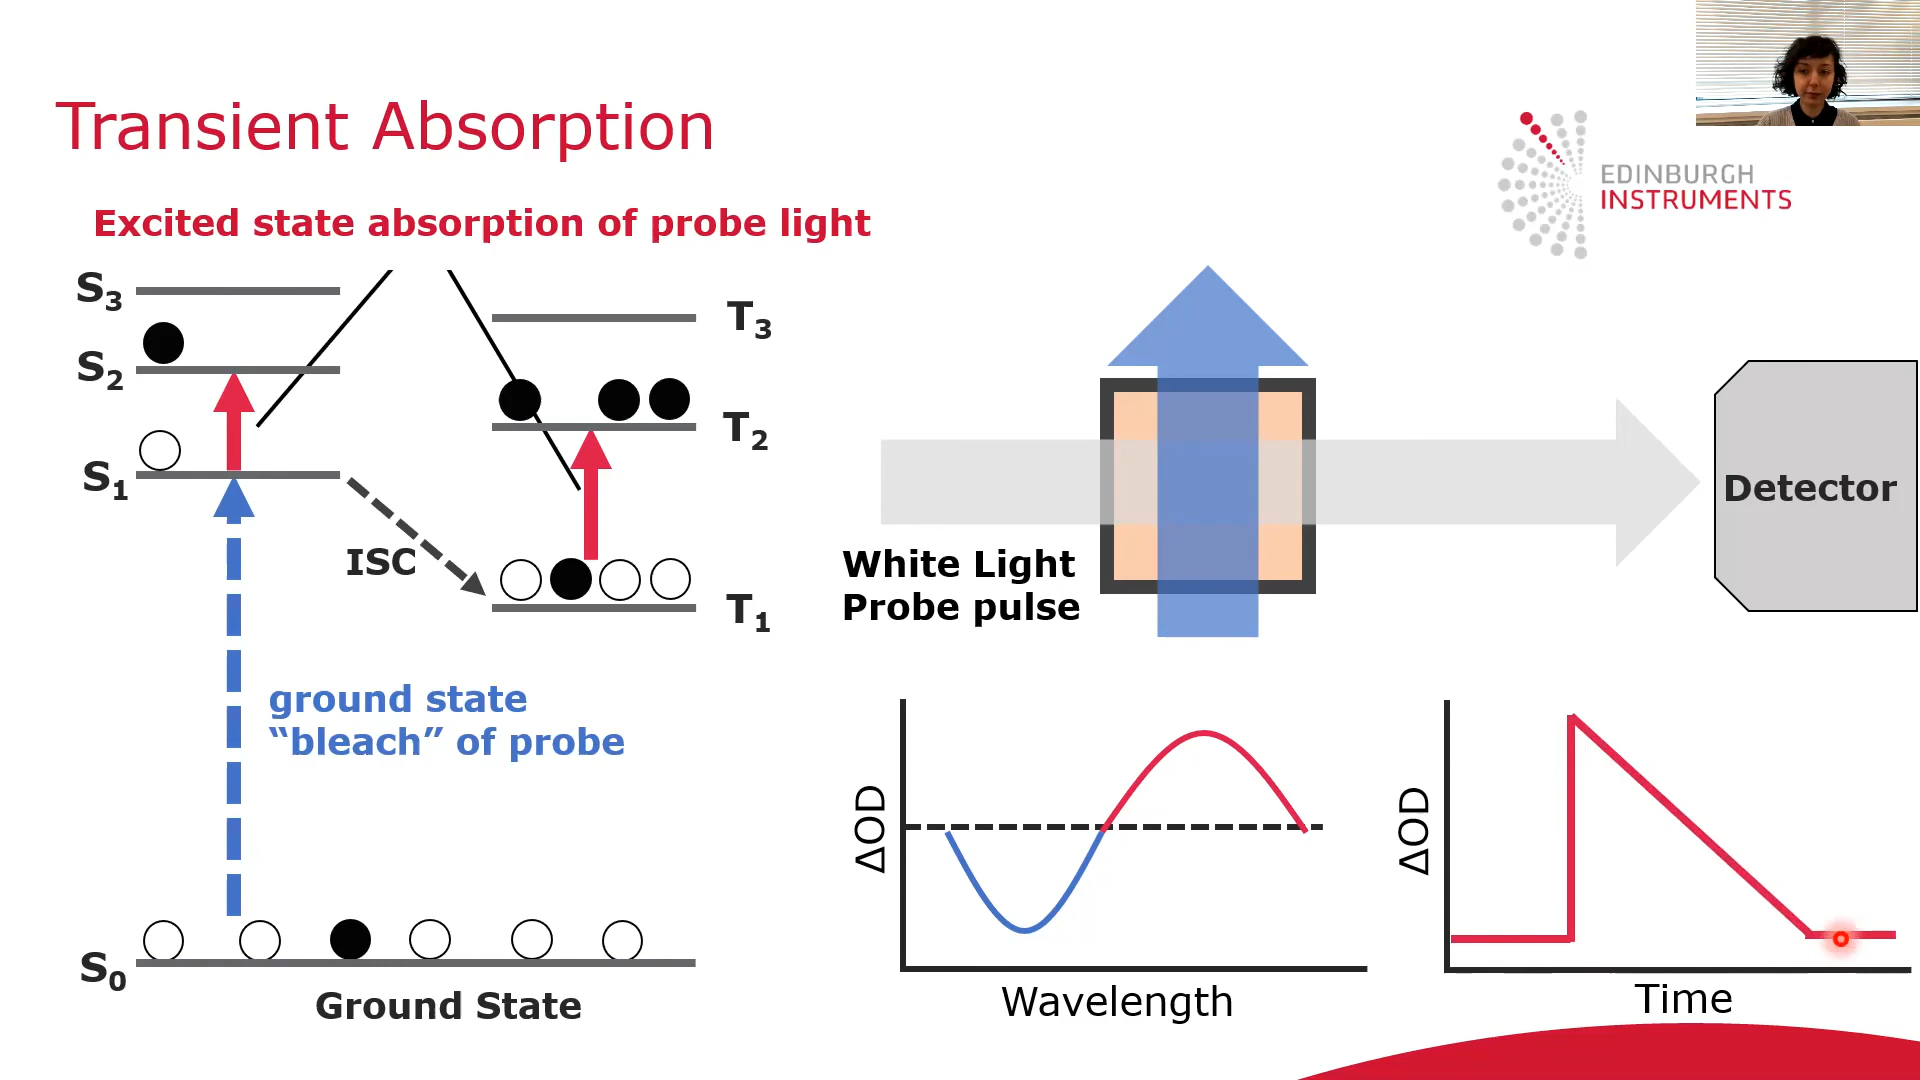 Transient Absorption
EDINBURGH
INSTRUMENTS
Excited state absorption of probe light
S3
S2
S1
T3
T2
T1
ISC
ground state
“bleach” of probe
S0
Ground State
White Light
Probe pulse
Detector
ΔOD
Wavelength
ΔOD
Time